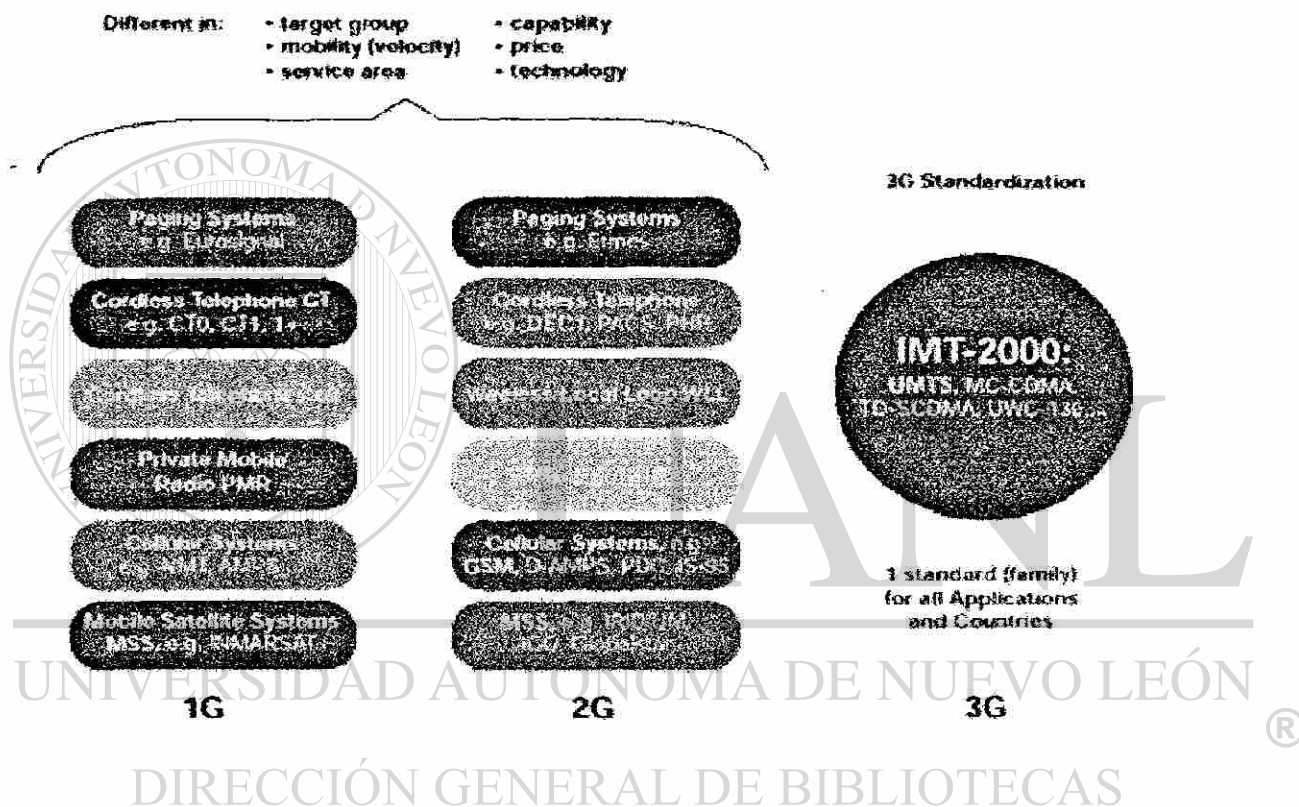 Different in:
• target group
• mobility (velocity)
• service area
• capability
• price
• technology
Paging Systems
e.g. Eurosignal
Cordless Telephone CT
e.g. CT0, CT1, 1+
Private Mobile
Radio PMR
Cellular Systems
e.g. NMT, AMPS
Mobile Satellite Systems
MSS, e.g. INMARSAT
1G
Paging Systems
e.g. Ermes
Cordless Telephone
e.g. DECT, PACS, PHS
Wireless Local Loop WLL
Cellular Systems, e.g.
GSM, D-AMPS, PDC, IS-95
MSS, e.g. IRIDIUM,
2G
3G Standardization
IMT-2000:
UMTS, MC-CDMA,
TD-SCDMA, UWC-136
1 standard (family)
for all Applications
and Countries
3G
UANL
UNIVERSIDAD AUTÓNOMA DE NUEVO LEÓN
®
DIRECCIÓN GENERAL DE BIBLIOTECAS